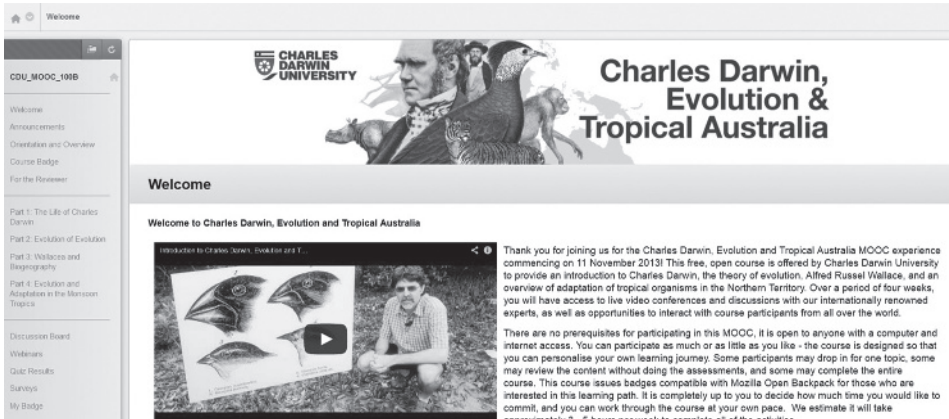 Welcome
CDU_MOOC_100B
Welcome
Announcements
Orientation and Overview
Course Badge
For the Reviewer
Part 1: The Life of Charles
Darwin
Part 2: Evolution of Evolution
Part 3: Wallacea and
Biogeography
Part 4: Evolution and
Adaptation in the Monsoon
Tropics
Discussion Board
Webinars
Quiz Results
Surveys
My Badge
CHARLES
DARWIN
UNIVERSITY
Charles Darwin,
Evolution &
Tropical Australia
Welcome
Welcome to Charles Darwin, Evolution and Tropical Australia
Introduction to Charles Darwin, Evolution and T...
Thank you for joining us for the Charles Darwin, Evolution and Tropical Australia MOOC experience
commencing on 11 November 2013! This free, open course is offered by Charles Darwin University
to provide an introduction to Charles Darwin, the theory of evolution, Alfred Russel Wallace, and an
overview of adaptation of tropical organisms in the Northern Territory. Over a period of four weeks,
you will have access to live video conferences and discussions with our internationally renowned
experts, as well as opportunities to interact with course participants from all over the world.
There are no prerequisites for participating in this MOOC, it is open to anyone with a computer and
internet access. You can participate as much or as little as you like - the course is designed so that
you can personalise your own learning journey. Some participants may drop in for one topic, some
may review the content without doing the assessments, and some may complete the entire
course. This course issues badges compatible with Mozilla Open Backpack for those who are
interested in this learning path. It is completely up to you to decide how much time you would like to
commit, and you can work through the course at your own pace. We estimate it will take